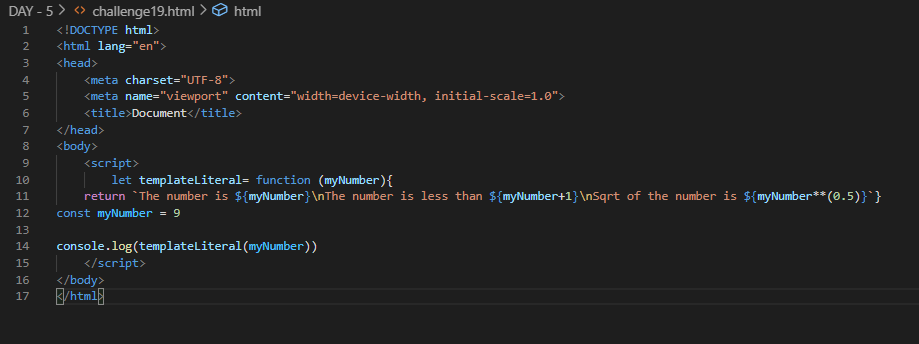 DAY - 5 > <> challenge19.html > html
1 <!DOCTYPE html>
2 <html lang="en">
3 <head>
4 <meta charset="UTF-8">
5 <meta name="viewport" content="width=device-width, initial-scale=1.0">
6 <title>Document</title>
7 </head>
8 <body>
9 <script>
10 let templateLiteral= function (myNumber){
11 return `The number is ${myNumber}\nThe number is less than ${myNumber+1}\nSqrt of the number is ${myNumber**(0.5)}`}
12 const myNumber = 9
13
14 console.log(templateLiteral(myNumber))
15 </script>
16 </body>
17 </html>